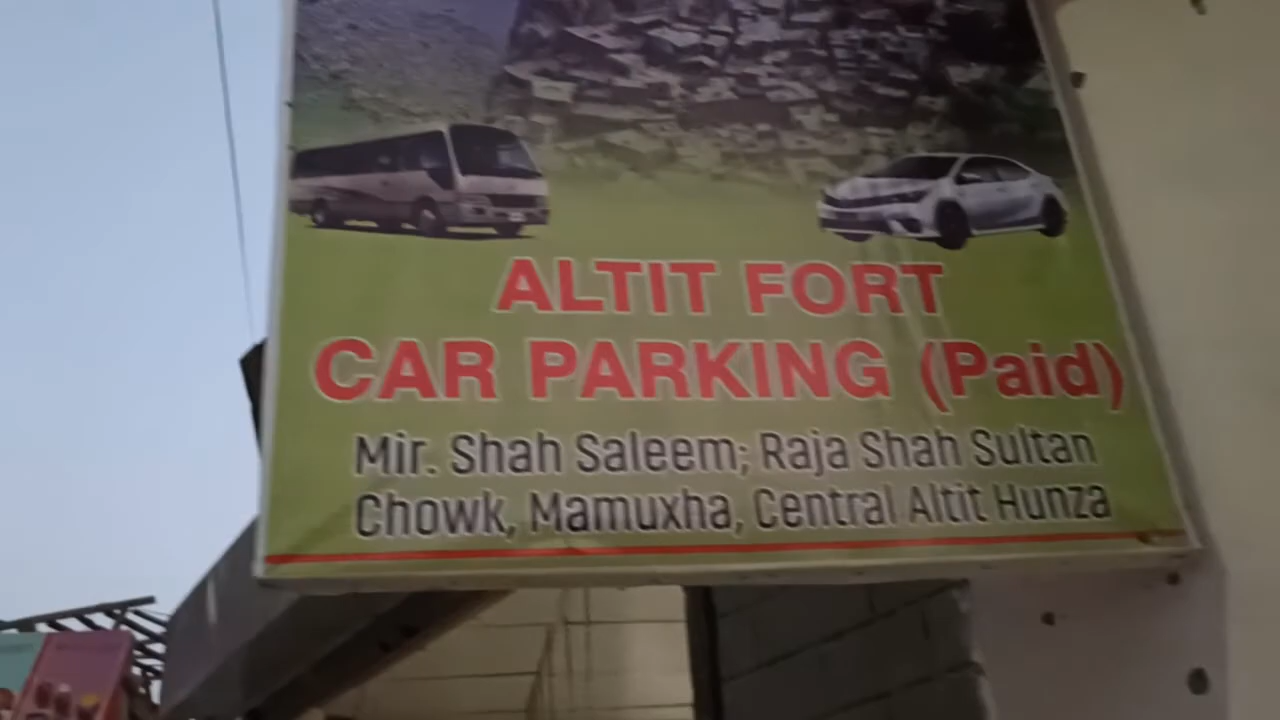 ALTIT FORT
CAR PARKING (Paid)
Mir. Shah Saleem; Raja Shah Sultan
Chowk, Mamuxha, Central Altit Hunza